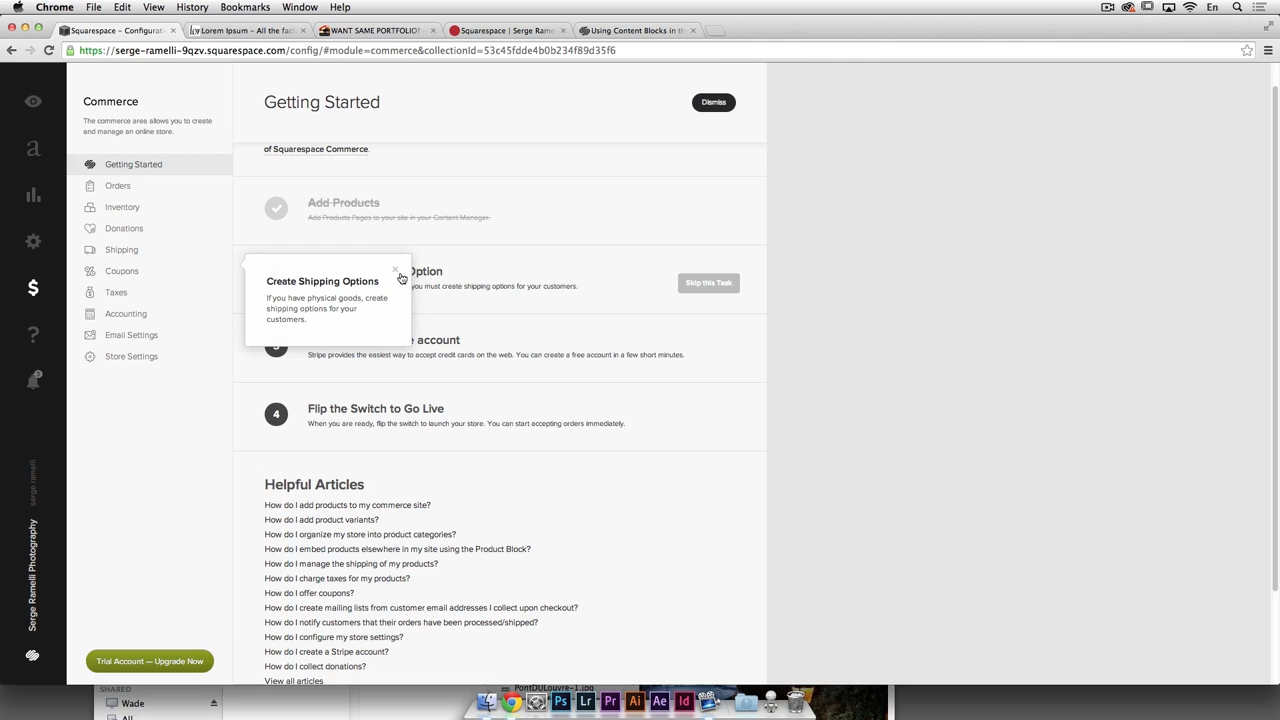 Chrome File Edit View History Bookmarks Window Help
En
Squarespace – Configurat
Lorem Ipsum – All the fac
WANT SAME PORTFOLIO?
Squarespace | Serge Rame
Using Content Blocks in th
https://serge-ramelli-9qzv.squarespace.com/config/#module=commerce&collectionId=53c45fdde4b0b234f89d35f6
Commerce
The commerce area allows you to create
and manage an online store.
Getting Started
Orders
Inventory
Donations
Shipping
Coupons
Taxes
Accounting
Email Settings
Store Settings
Trial Account — Upgrade Now
serge ramelli
Serge Ramelli Photography
Getting Started
Dismiss
of Squarespace Commerce.
Add Products
Add Products Pages to your site in your Content Manager.
Create Shipping Options
If you have physical goods, create
shipping options for your
customers.
Option
you must create shipping options for your customers.
Skip this Task
account
Stripe provides the easiest way to accept credit cards on the web. You can create a free account in a few short minutes.
4
Flip the Switch to Go Live
When you are ready, flip the switch to launch your store. You can start accepting orders immediately.
Helpful Articles
How do I add products to my commerce site?
How do I add product variants?
How do I organize my store into product categories?
How do I embed products elsewhere in my site using the Product Block?
How do I manage the shipping of my products?
How do I charge taxes for my products?
How do I offer coupons?
How do I create mailing lists from customer email addresses I collect upon checkout?
How do I notify customers that their orders have been processed/shipped?
How do I configure my store settings?
How do I create a Stripe account?
How do I collect donations?
View all articles
SHARED
Wade
All
PontDULouvre-1.jpg
Ps Lr Pr Ai Ae Id